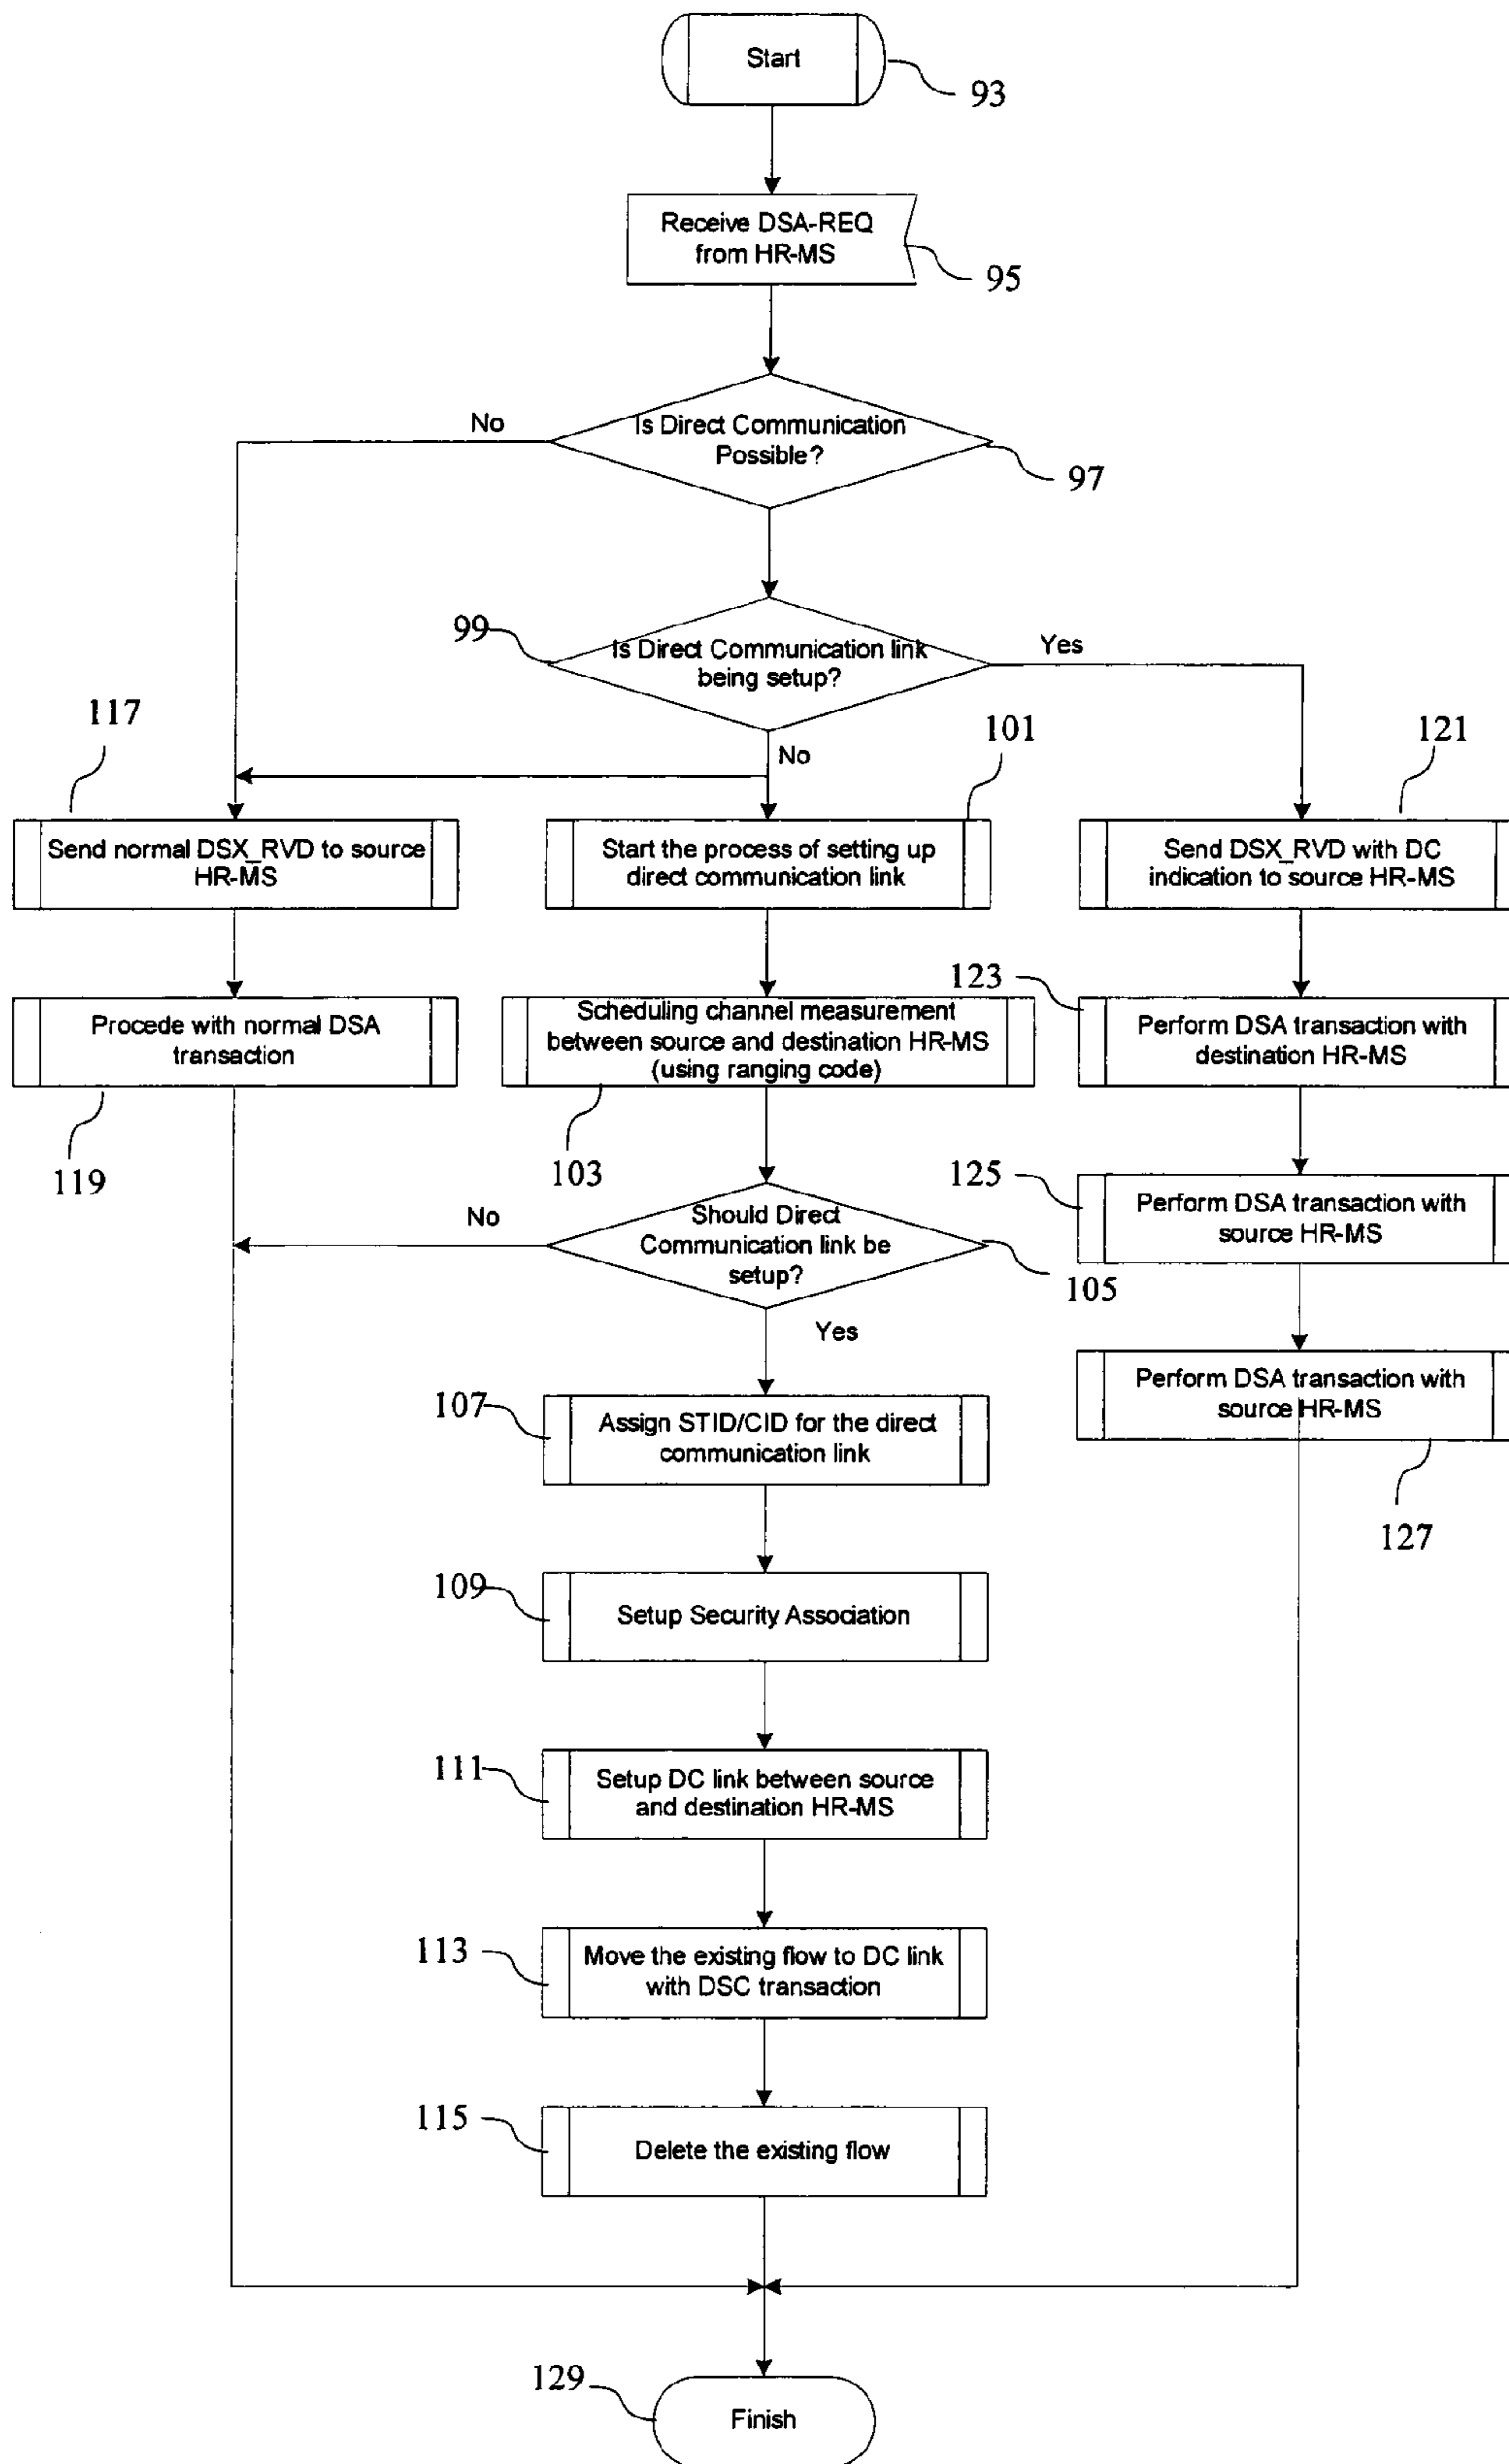 Start
93
Receive DSA-REQ
from HR-MS
95
No
Is Direct Communication
Possible?
97
99
Is Direct Communication link
being setup?
Yes
117
No
101
121
Send normal DSX_RVD to source
HR-MS
Start the process of setting up
direct communication link
Send DSX_RVD with DC
indication to source HR-MS
123
Procede with normal DSA
transaction
Scheduling channel measurement
between source and destination HR-MS
(using ranging code)
Perform DSA transaction with
destination HR-MS
119
103
125
No
Should Direct
Communication link be
setup?
105
Perform DSA transaction with
source HR-MS
Yes
Perform DSA transaction with
source HR-MS
127
107
Assign STID/CID for the direct
communication link
109
Setup Security Association
111
Setup DC link between source
and destination HR-MS
113
Move the existing flow to DC link
with DSC transaction
115
Delete the existing flow
129
Finish